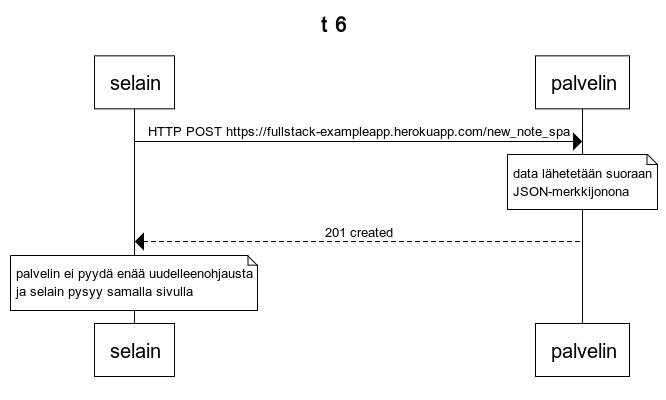 t 6
selain
palvelin
HTTP POST https://fullstack-exampleapp.herokuapp.com/new_note_spa
data lähetetään suoraan
JSON-merkkijonona
201 created
palvelin ei pyydä enää uudelleenohjausta
ja selain pysyy samalla sivulla
selain
palvelin